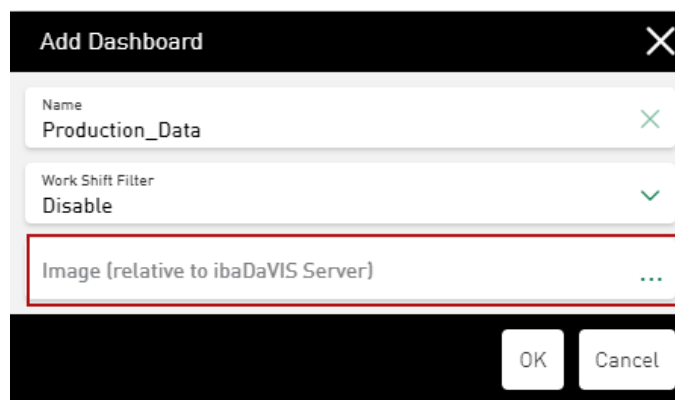 Add Dashboard
Name
Production_Data
Work Shift Filter
Disable
Image (relative to ibaDaVIS Server)
...
OK
Cancel